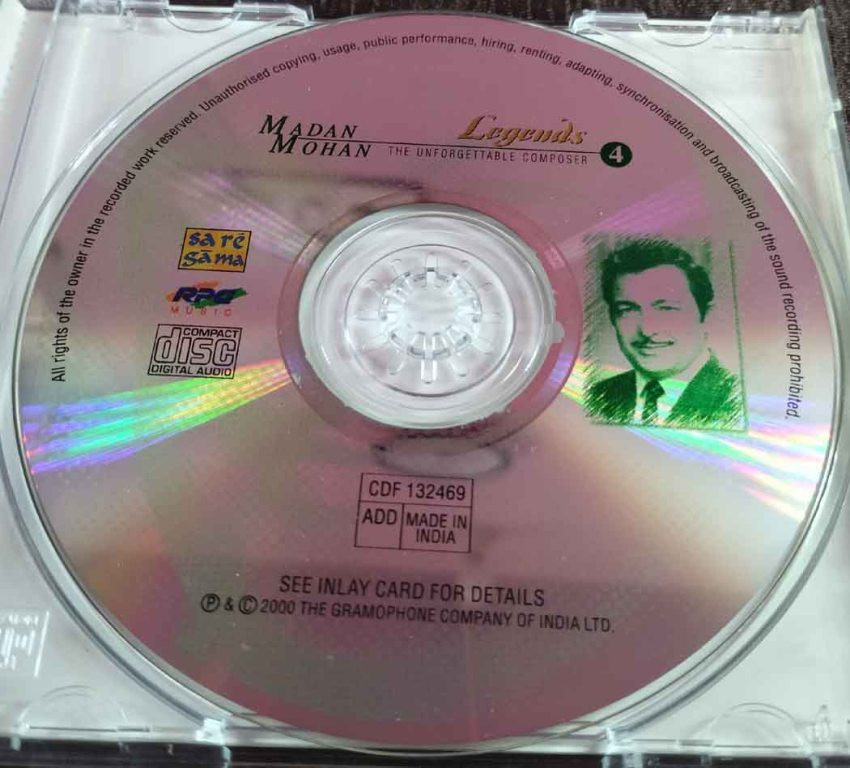 All rights of the owner in the recorded work reserved. Unauthorised copying, usage, public performance, hiring, renting, adapting, synchronisation and broadcasting of the sound recording prohibited.
MADAN
MOHAN
Legends
THE UNFORGETTABLE COMPOSER 4
sa rē
gāma
RPG
MUSIC
COMPACT
disc
DIGITAL AUDIO
CDF 132469
ADD
MADE IN
INDIA
SEE INLAY CARD FOR DETAILS
Ⓟ & © 2000 THE GRAMOPHONE COMPANY OF INDIA LTD.